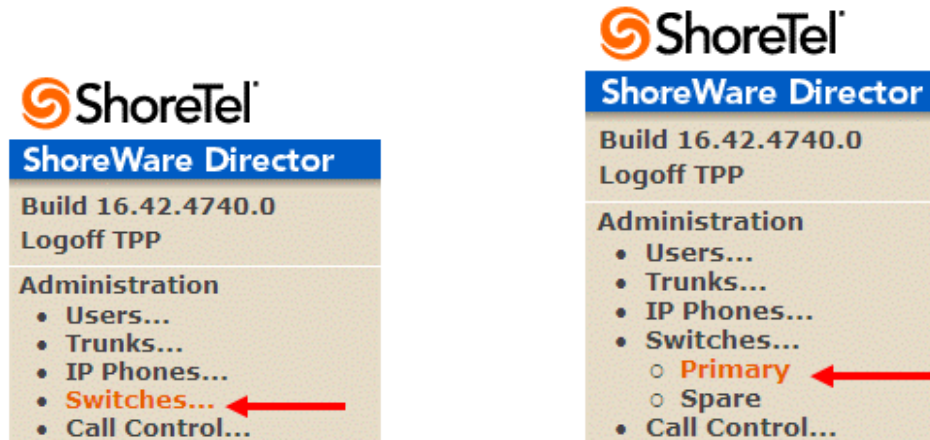 ShoreTel
ShoreWare Director
Build 16.42.4740.0
Logoff TPP
Administration
• Users...
• Trunks...
• IP Phones...
• Switches...
• Call Control...
ShoreTel
ShoreWare Director
Build 16.42.4740.0
Logoff TPP
Administration
• Users...
• Trunks...
• IP Phones...
• Switches...
○ Primary
○ Spare
• Call Control...